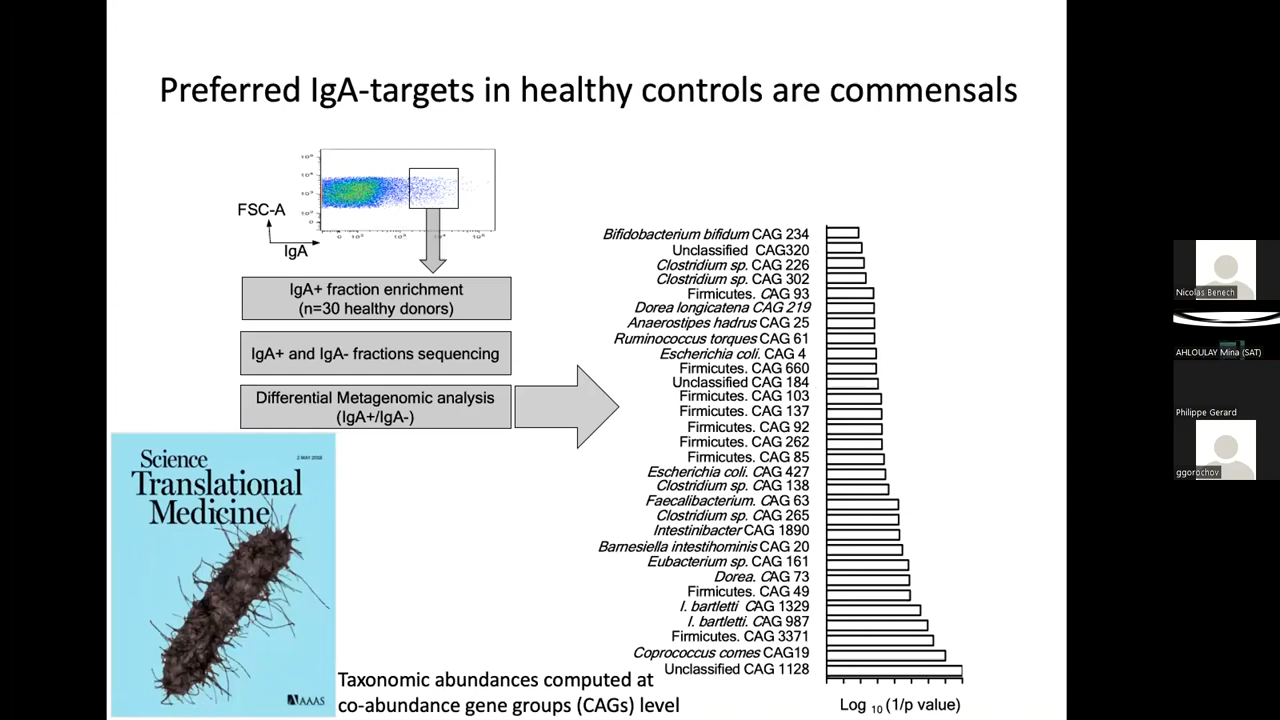 Preferred IgA-targets in healthy controls are commensals
FSC-A
IgA
IgA+ fraction enrichment
(n=30 healthy donors)
IgA+ and IgA- fractions sequencing
Differential Metagenomic analysis
(IgA+/IgA-)
Bifidobacterium bifidum CAG 234
Unclassified CAG320
Clostridium sp. CAG 226
Clostridium sp. CAG 302
Firmicutes. CAG 93
Dorea longicatena CAG 219
Anaerostipes hadrus CAG 25
Ruminococcus torques CAG 61
Escherichia coli. CAG 4
Firmicutes. CAG 660
Unclassified CAG 184
Firmicutes. CAG 103
Firmicutes. CAG 137
Firmicutes. CAG 92
Firmicutes. CAG 262
Firmicutes. CAG 85
Escherichia coli. CAG 427
Clostridium sp. CAG 138
Faecalibacterium. CAG 63
Clostridium sp. CAG 265
Intestinibacter CAG 1890
Barnesiella intestihominis CAG 20
Eubacterium sp. CAG 161
Dorea. CAG 73
Firmicutes. CAG 49
I. bartletti CAG 1329
I. bartletti. CAG 987
Firmicutes. CAG 3371
Coprococcus comes CAG19
Unclassified CAG 1128
Log 10 (1/p value)
Science
Translational
Medicine
2 MAY 2018
AAAS
Taxonomic abundances computed at
co-abundance gene groups (CAGs) level
Nicolas Benech
AHLOULAY Mina (SAT)
Philippe Gerard
ggorochov